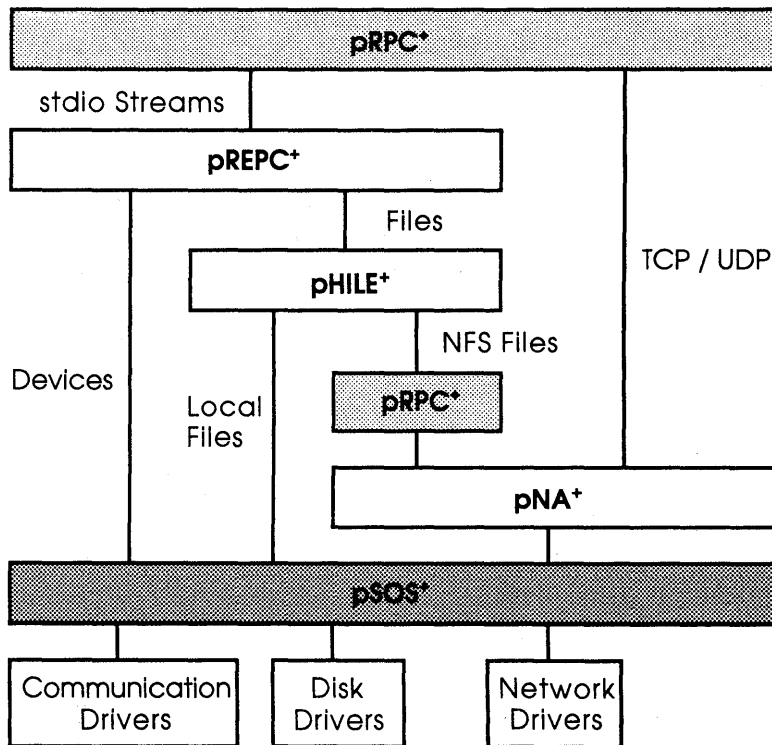 pRPC⁺
stdio Streams
pREPC⁺
Files
pHILE⁺
TCP / UDP
NFS Files
Devices
Local
Files
pRPC⁺
pNA⁺
pSOS⁺
Communication
Drivers
Disk
Drivers
Network
Drivers